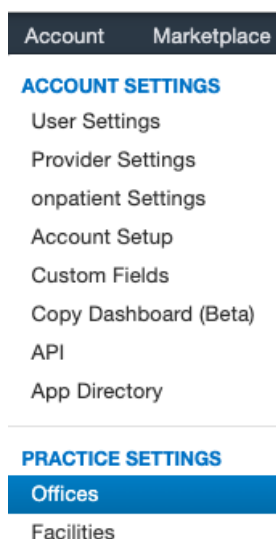 Account Marketplace
ACCOUNT SETTINGS
User Settings
Provider Settings
onpatient Settings
Account Setup
Custom Fields
Copy Dashboard (Beta)
API
App Directory
PRACTICE SETTINGS
Offices
Facilities